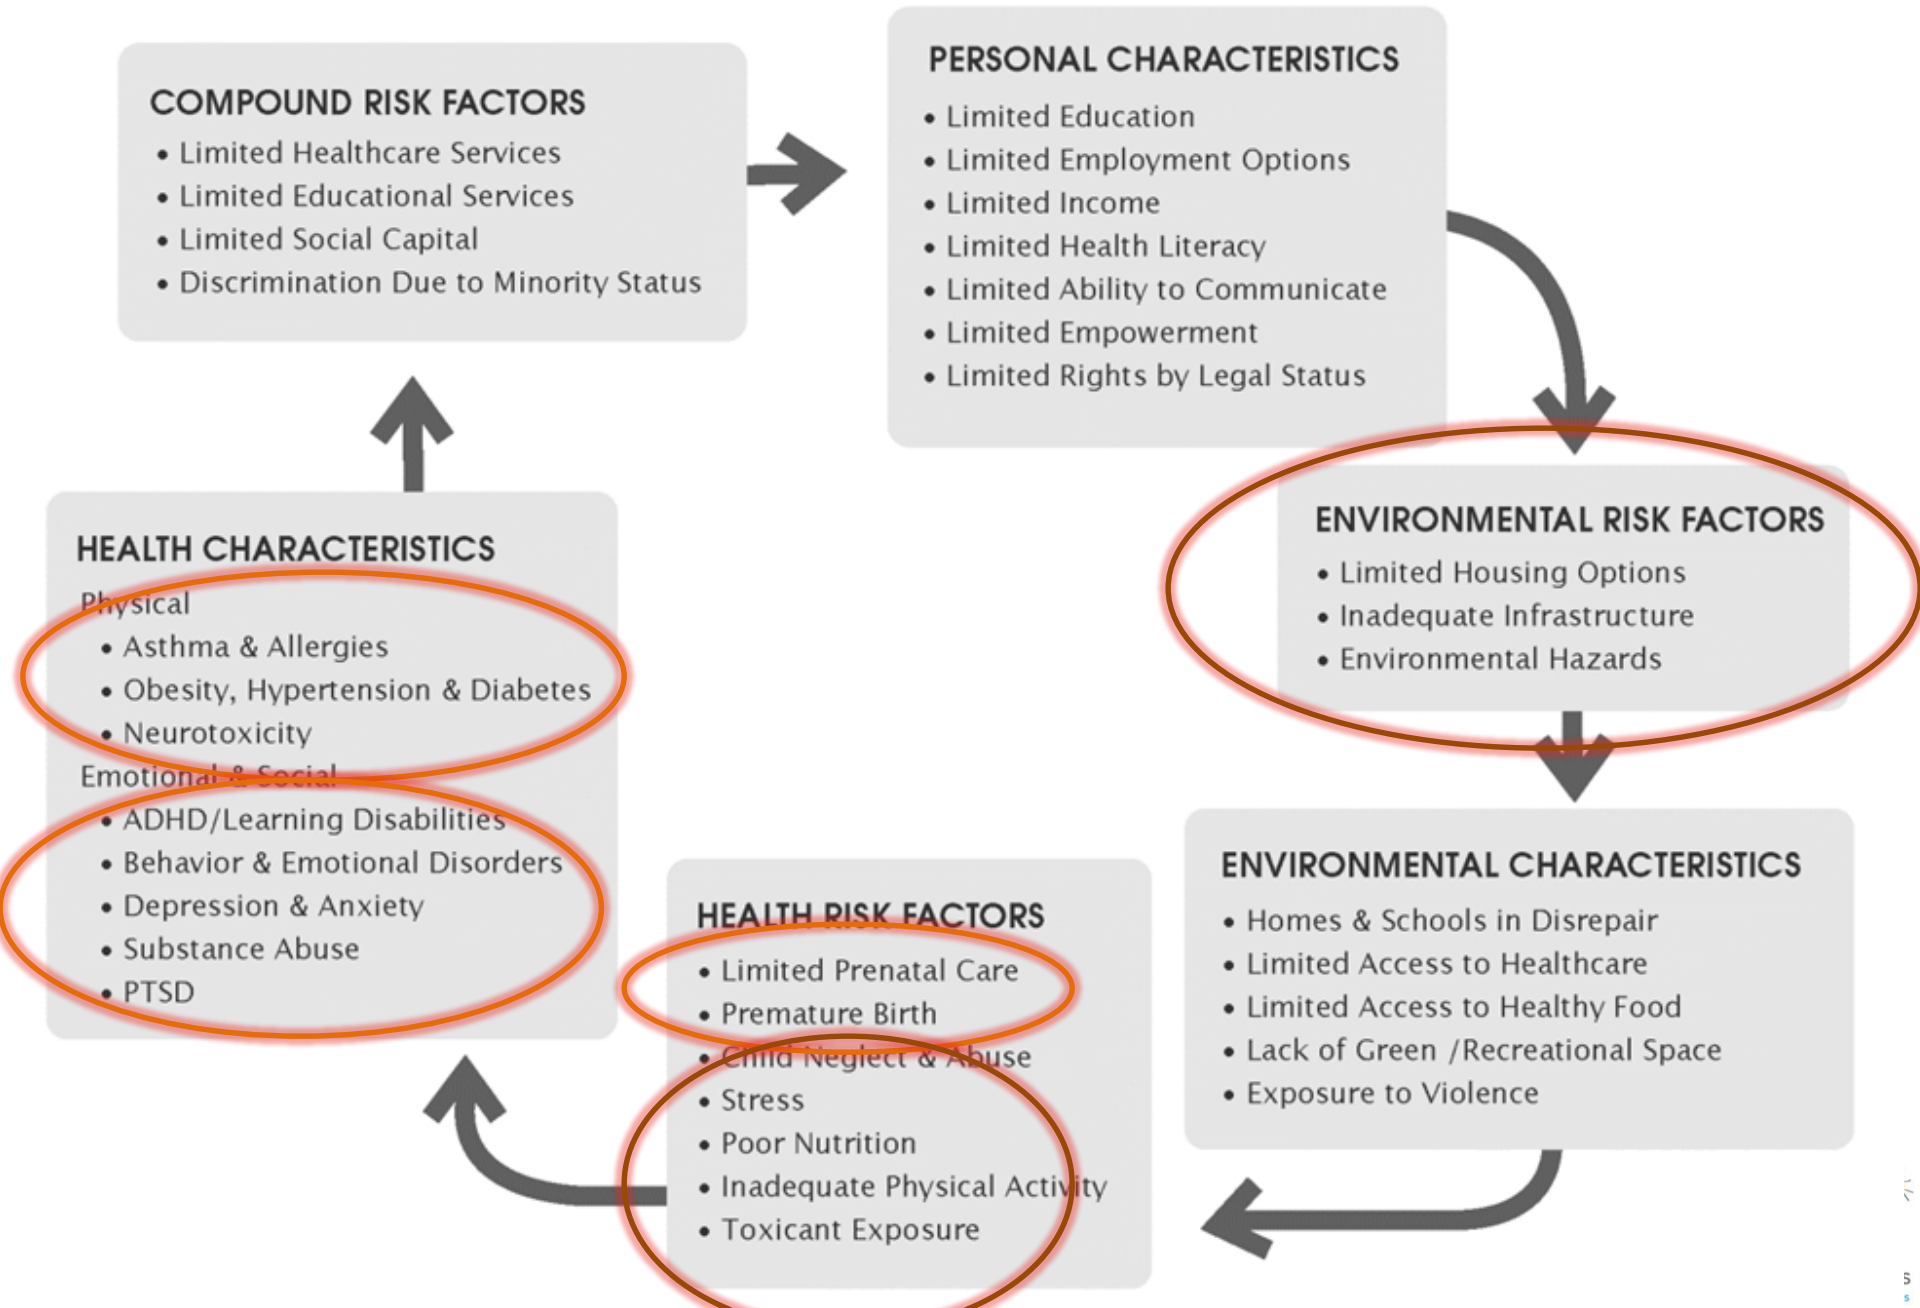 COMPOUND RISK FACTORS
• Limited Healthcare Services
• Limited Educational Services
• Limited Social Capital
• Discrimination Due to Minority Status
PERSONAL CHARACTERISTICS
• Limited Education
• Limited Employment Options
• Limited Income
• Limited Health Literacy
• Limited Ability to Communicate
• Limited Empowerment
• Limited Rights by Legal Status
ENVIRONMENTAL RISK FACTORS
• Limited Housing Options
• Inadequate Infrastructure
• Environmental Hazards
ENVIRONMENTAL CHARACTERISTICS
• Homes & Schools in Disrepair
• Limited Access to Healthcare
• Limited Access to Healthy Food
• Lack of Green /Recreational Space
• Exposure to Violence
HEALTH RISK FACTORS
• Limited Prenatal Care
• Premature Birth
• Child Neglect & Abuse
• Stress
• Poor Nutrition
• Inadequate Physical Activity
• Toxicant Exposure
HEALTH CHARACTERISTICS
Physical
• Asthma & Allergies
• Obesity, Hypertension & Diabetes
• Neurotoxicity
Emotional & Social
• ADHD/Learning Disabilities
• Behavior & Emotional Disorders
• Depression & Anxiety
• Substance Abuse
• PTSD